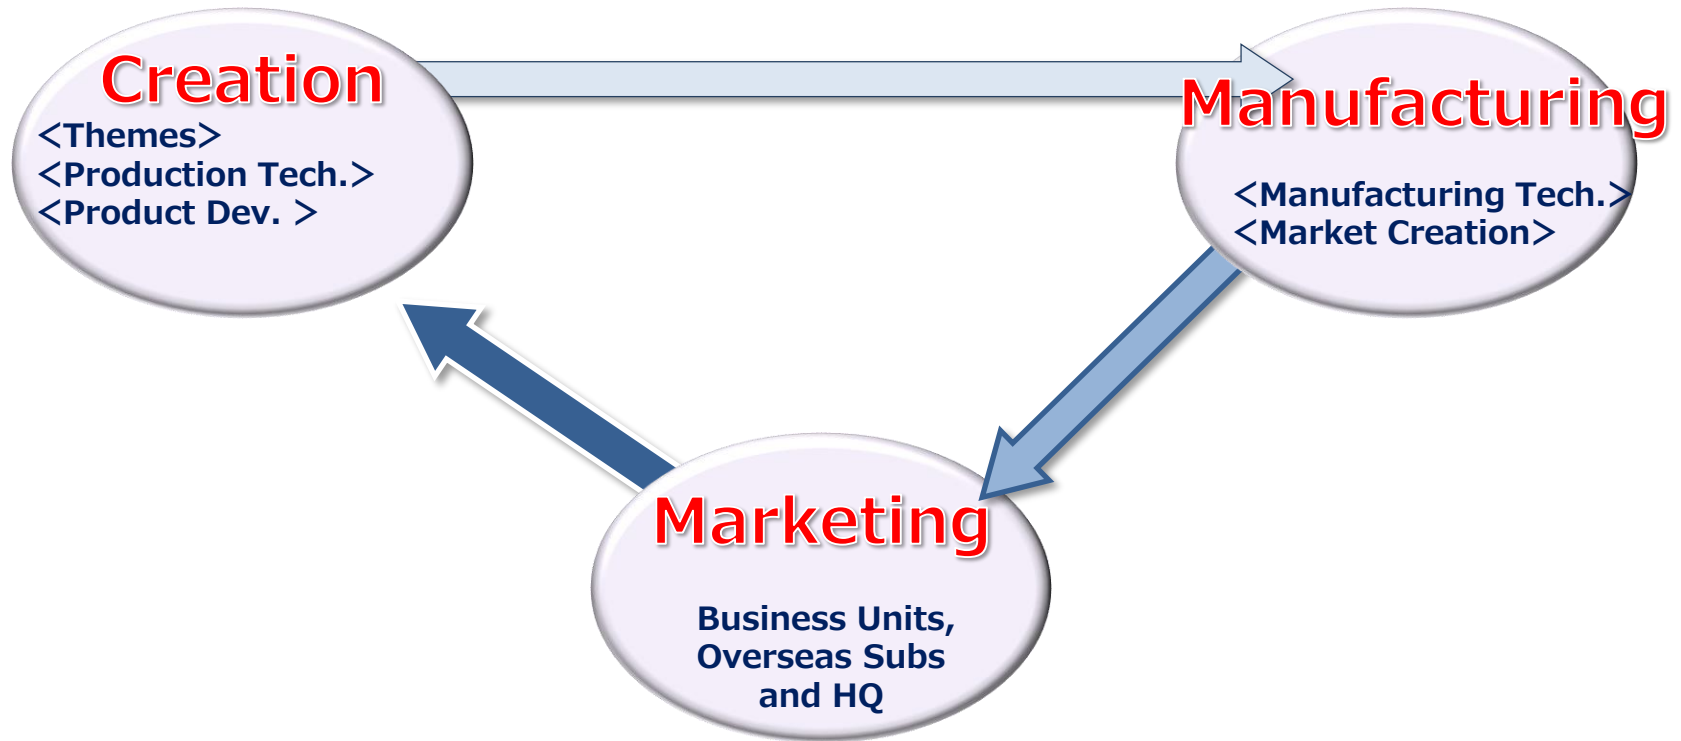 Creation
<Themes>
<Production Tech.>
<Product Dev. >
Manufacturing
<Manufacturing Tech.>
<Market Creation>
Marketing
Business Units,
Overseas Subs
and HQ